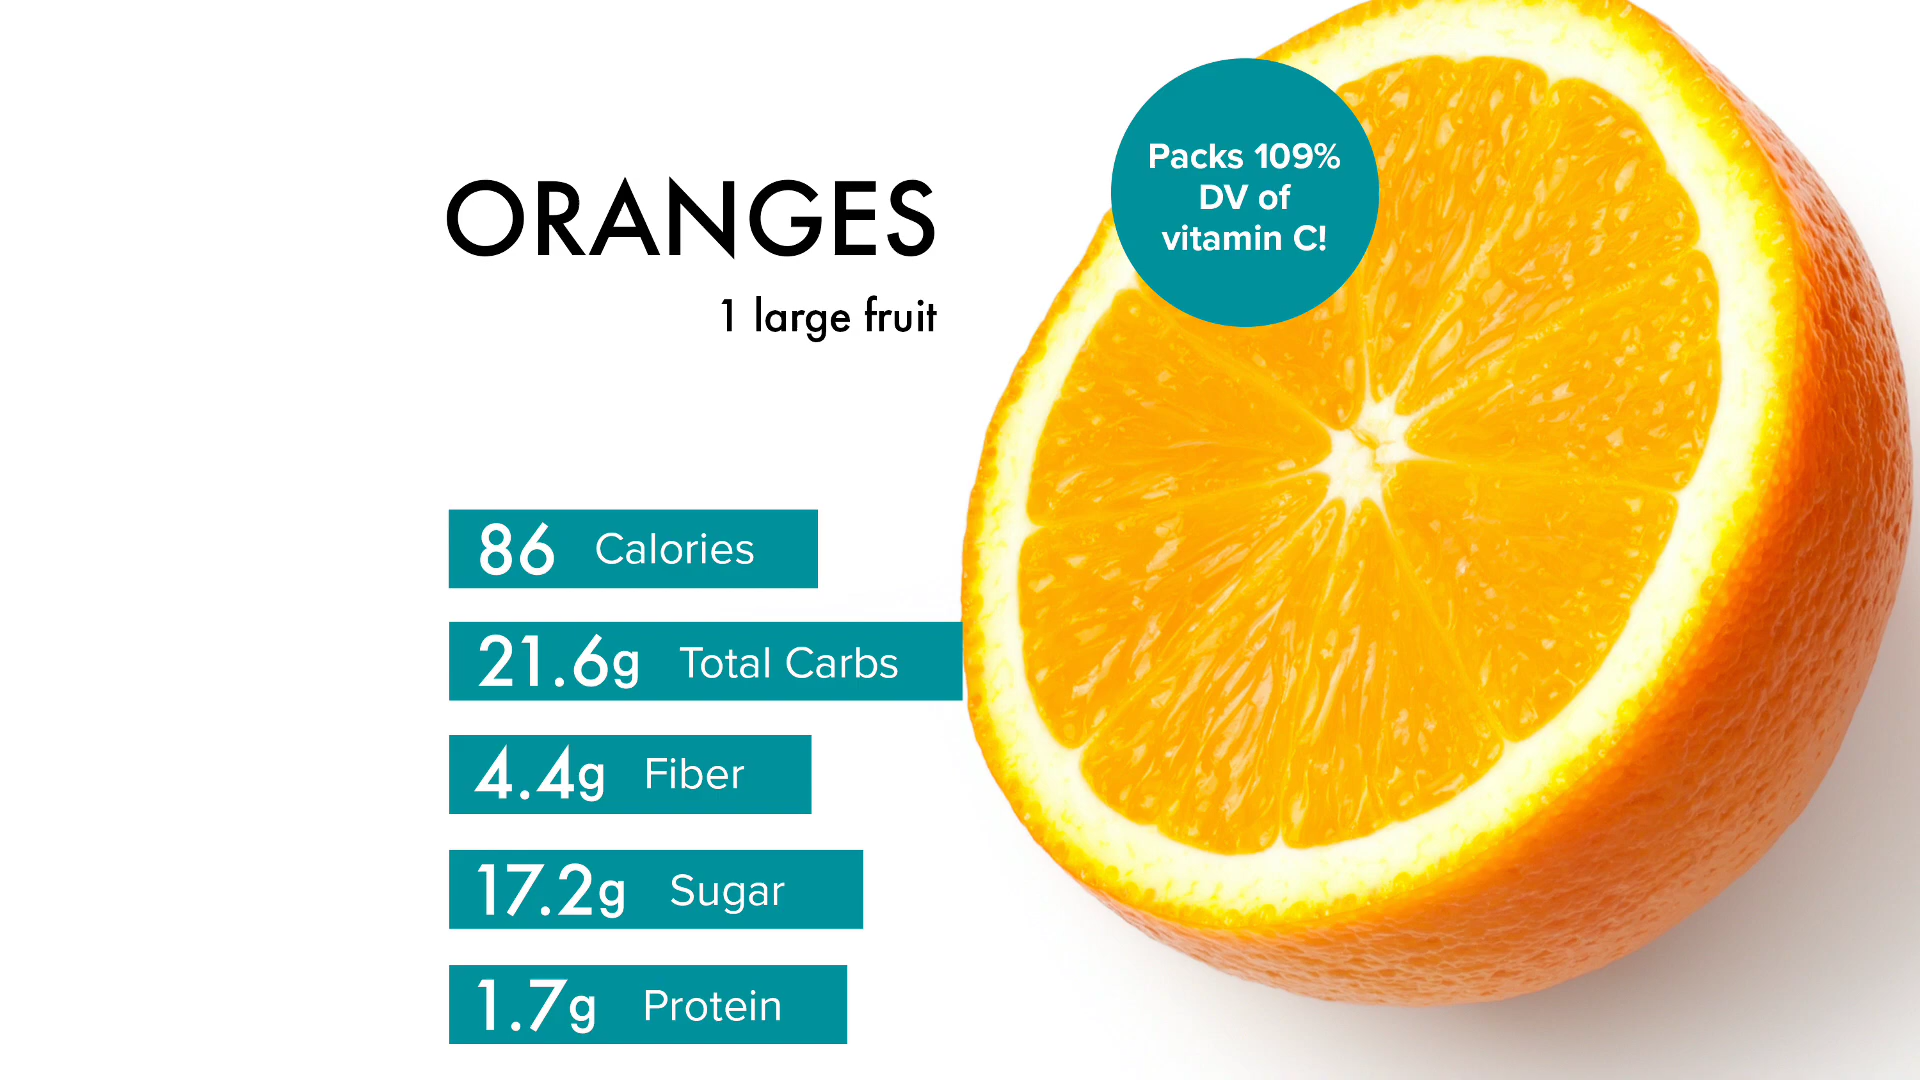 ORANGES
1 large fruit
Packs 109%
DV of
vitamin C!
86 Calories
21.6g Total Carbs
4.4g Fiber
17.2g Sugar
1.7g Protein